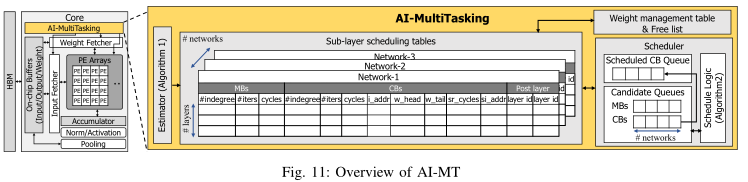 Core
AI-MultiTasking
Weight Fetcher
HBM
On-chip Buffers
(Input/Output/Weight)
Input Fetcher
PE Arrays
PE PE PE PE
PE PE PE PE
PE PE PE PE
PE PE PE PE
Accumulator
Norm/Activation
Pooling
AI-MultiTasking
Estimator (Algorithm 1)
# networks
Sub-layer scheduling tables
Network-3
Network-2
Network-1
id
id
MBs CBs Post layer
#indegree #iters cycles #indegree #iters cycles i_addr w_head w_tail sr_cycles si_addr layer id layer id
# layers
Weight management table
& Free list
Scheduler
Scheduled CB Queue
Candidate Queues
MBs
CBs
# networks
Schedule Logic
(Algorithm2)
Fig. 11: Overview of AI-MT